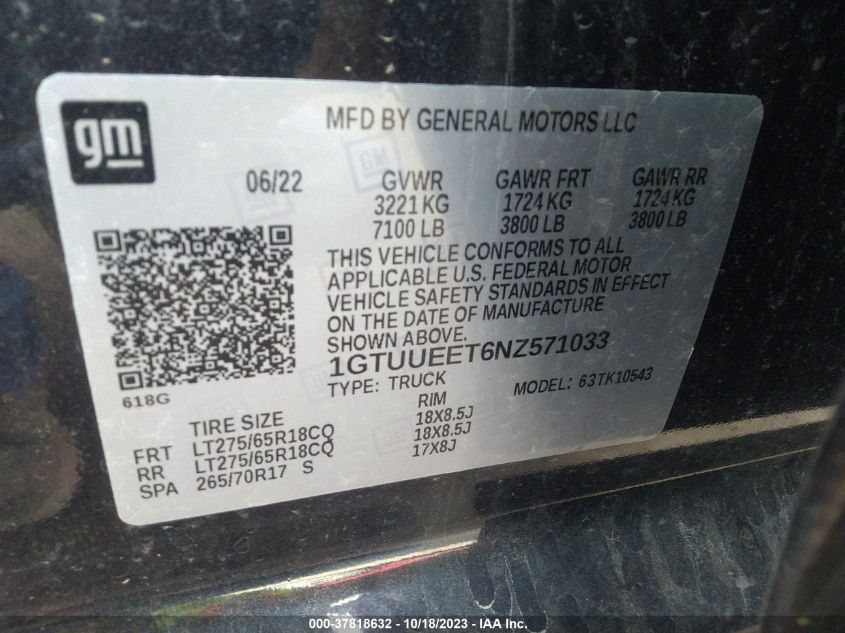 gm
MFD BY GENERAL MOTORS LLC
GM
06/22 GVWR GAWR FRT GAWR RR
3221 KG 1724 KG 1724 KG
7100 LB 3800 LB 3800 LB
THIS VEHICLE CONFORMS TO ALL
APPLICABLE U.S. FEDERAL MOTOR
VEHICLE SAFETY STANDARDS IN EFFECT
ON THE DATE OF MANUFACTURE
SHOWN ABOVE.
1GTUUEET6NZ571033
TYPE: TRUCK MODEL: 63TK10543
618G
TIRE SIZE RIM
FRT LT275/65R18CQ 18X8.5J
RR LT275/65R18CQ 18X8.5J
SPA 265/70R17 S 17X8J
000-37818632 - 10/18/2023 - IAA Inc.